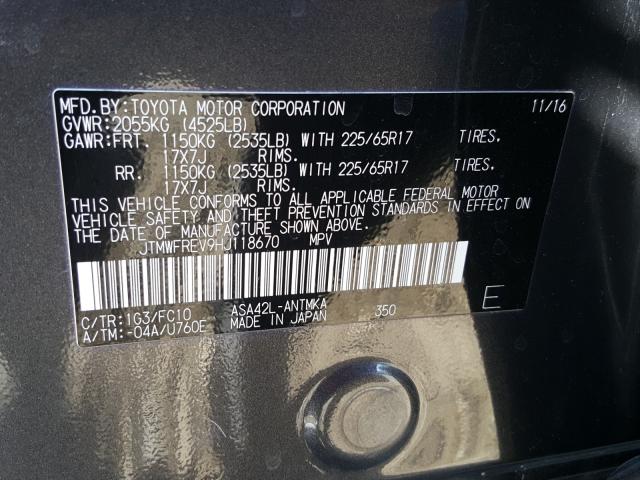 MFD.BY:TOYOTA MOTOR CORPORATION 11/16
GVWR:2055KG (4525LB)
GAWR:FRT. 1150KG (2535LB) WITH 225/65R17 TIRES.
17X7J RIMS.
RR. 1150KG (2535LB) WITH 225/65R17 TIRES.
17X7J RIMS.
THIS VEHICLE CONFORMS TO ALL APPLICABLE FEDERAL MOTOR
VEHICLE SAFETY AND THEFT PREVENTION STANDARDS IN EFFECT ON
THE DATE OF MANUFACTURE SHOWN ABOVE.
JTMWFREV9HJ118670 MPV
C/TR:1G3/FC10 ASA42L-ANTMKA 350 E
A/TM:-04A/U760E MADE IN JAPAN